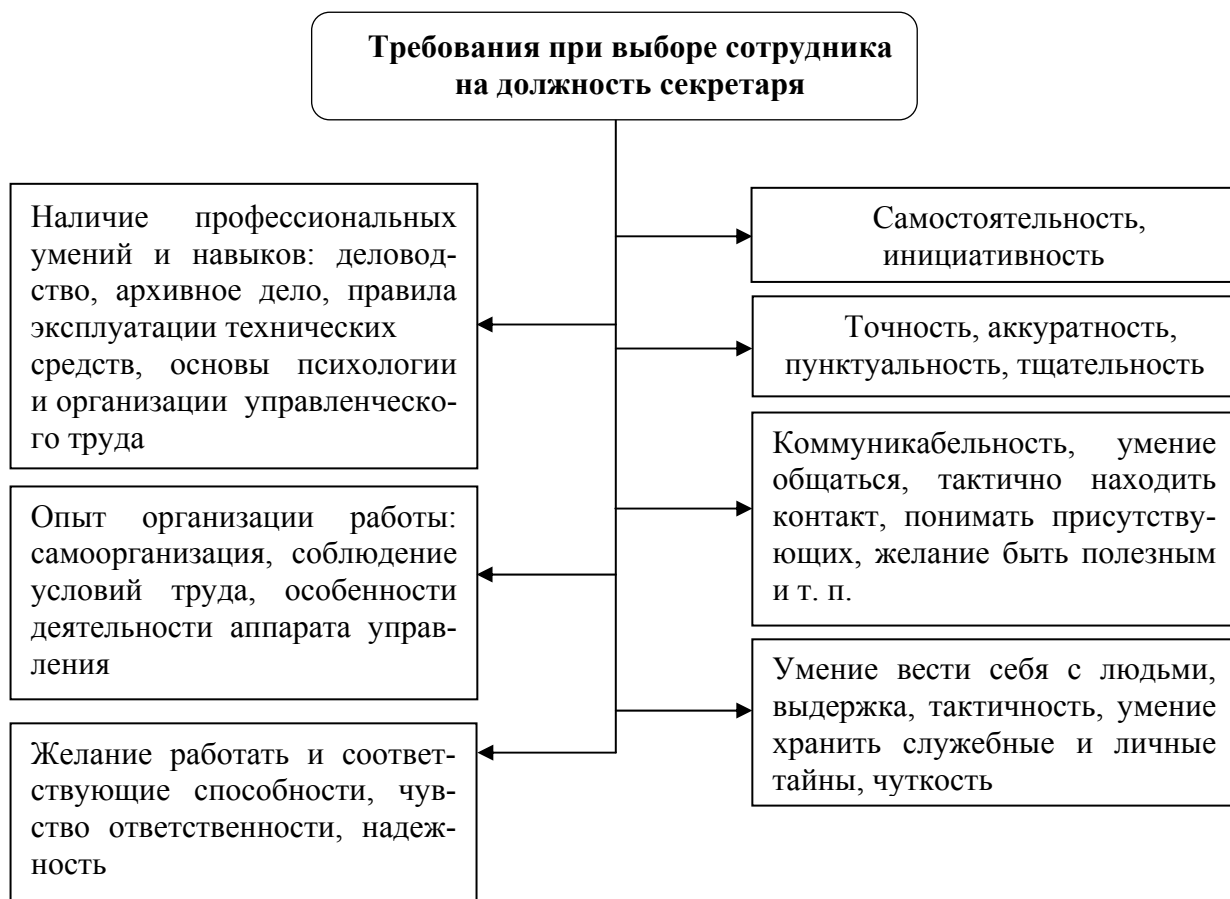 Требования при выборе сотрудника
на должность секретаря
Наличие профессиональных
умений и навыков: деловод-
ство, архивное дело, правила
эксплуатации технических
средств, основы психологии
и организации управленческо-
го труда
Опыт организации работы:
самоорганизация, соблюдение
условий труда, особенности
деятельности аппарата управ-
ления
Желание работать и соответ-
ствующие способности, чув-
ство ответственности, надеж-
ность
Самостоятельность,
инициативность
Точность, аккуратность,
пунктуальность, тщательность
Коммуникабельность, умение
общаться, тактично находить
контакт, понимать присутству-
ющих, желание быть полезным
и т. п.
Умение вести себя с людьми,
выдержка, тактичность, умение
хранить служебные и личные
тайны, чуткость